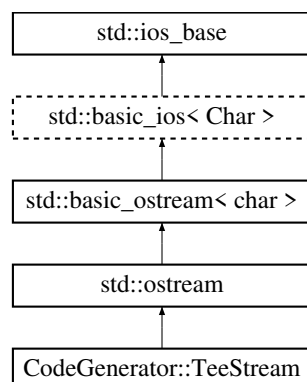 std::ios_base
std::basic_ios< Char >
std::basic_ostream< char >
std::ostream
CodeGenerator::TeeStream